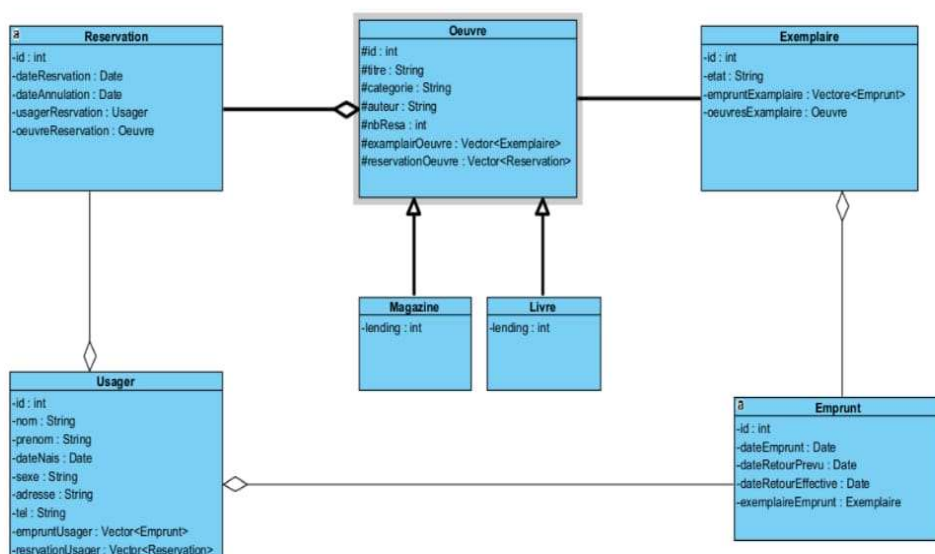 a
Reservation
-id : int
-dateResrvation : Date
-dateAnnulation : Date
-usagerResrvation : Usager
-oeuvreReservation : Oeuvre
Oeuvre
#id : int
#titre : String
#categorie : String
#auteur : String
#nbResa : int
#examplairOeuvre : Vector<Exemplaire>
#reservationOeuvre : Vector<Reservation>
Exemplaire
-id : int
-etat : String
-empruntExamplaire : Vectore<Emprunt>
-oeuvresExamplaire : Oeuvre
Magazine
-lending : int
Livre
-lending : int
Usager
-id : int
-nom : String
-prenom : String
-dateNais : Date
-sexe : String
-adresse : String
-tel : String
-empruntUsager : Vector<Emprunt>
-resrvationUsager : Vector<Reservation>
a
Emprunt
-id : int
-dateEmprunt : Date
-dateRetourPrevu : Date
-dateRetourEffective : Date
-exemplaireEmprunt : Exemplaire